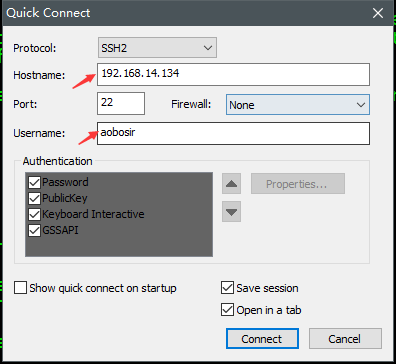 Quick Connect
Protocol: SSH2
Hostname: 192.168.14.134
Port: 22 Firewall: None
Username: aobosir
Authentication
Password
PublicKey
Keyboard Interactive
GSSAPI
Properties...
Show quick connect on startup
Save session
Open in a tab
Connect Cancel